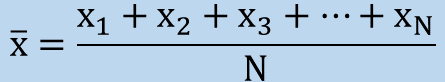 x̅ = (x₁ + x₂ + x₃ + ⋯ + x_N) / N